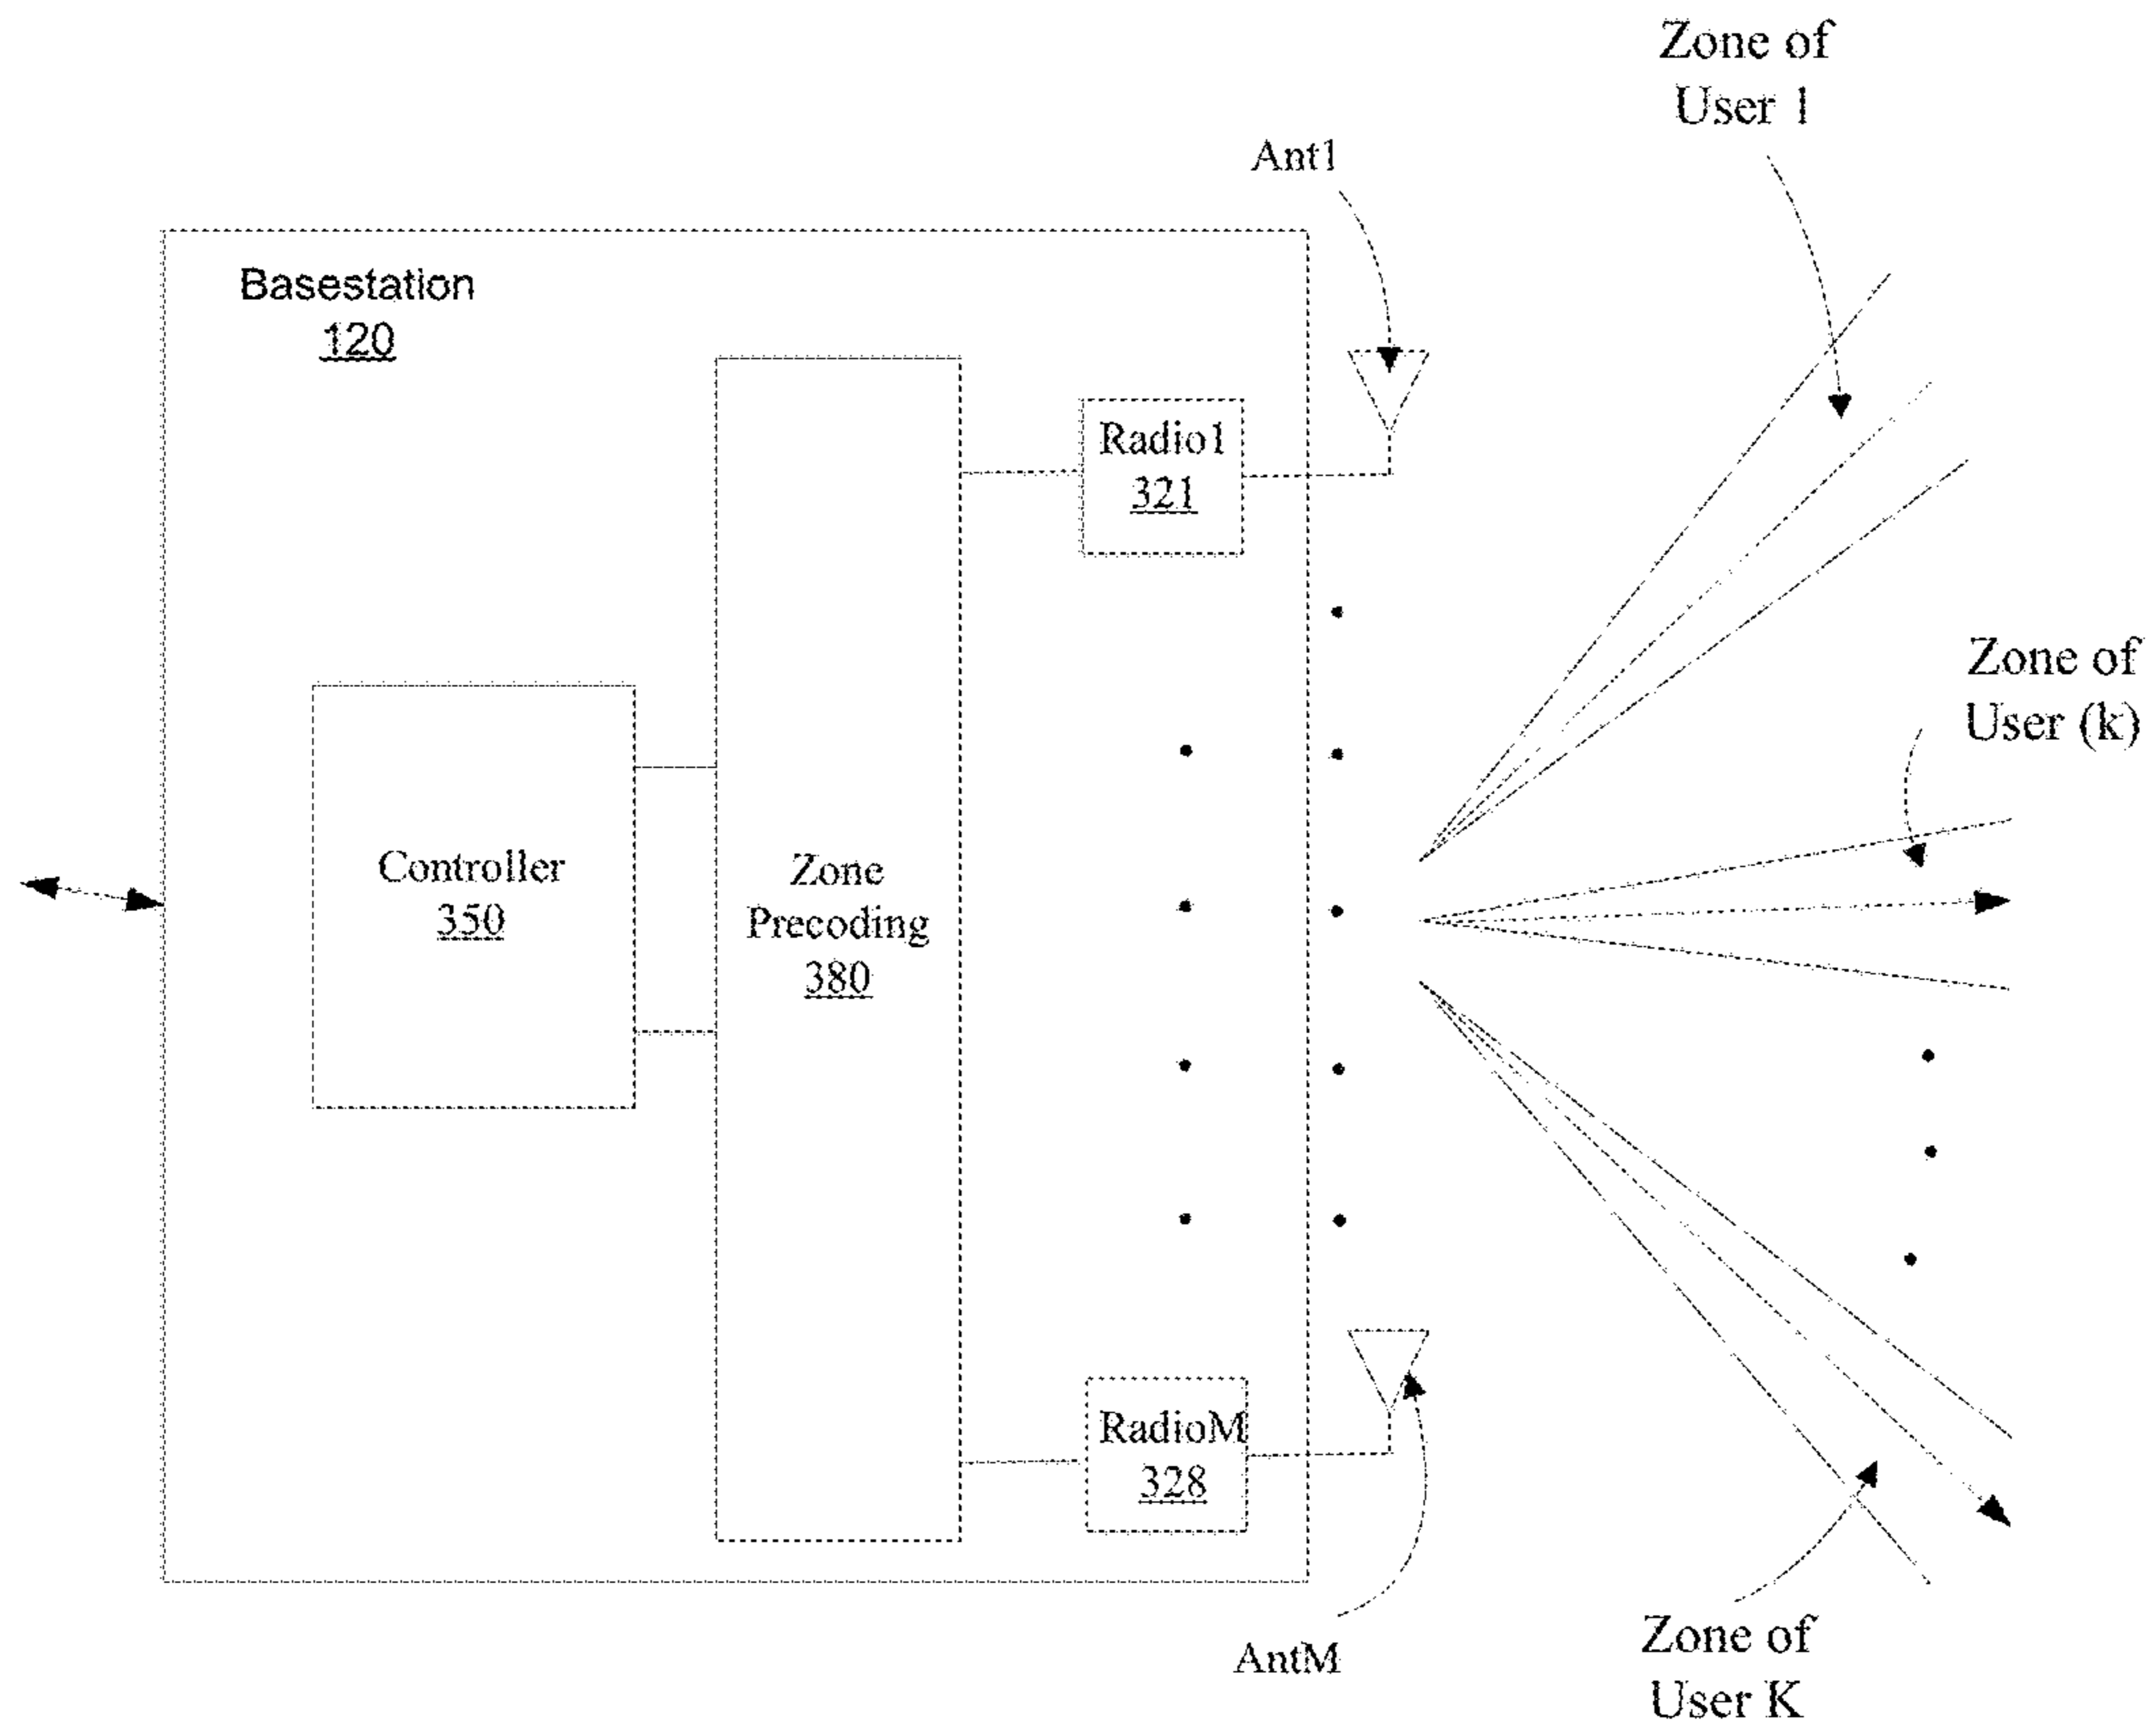 Zone of
User 1
Ant1
Basestation
120
Radio1
321
Zone of
User (k)
Controller
350
Zone
Precoding
380
RadioM
328
AntM
Zone of
User K